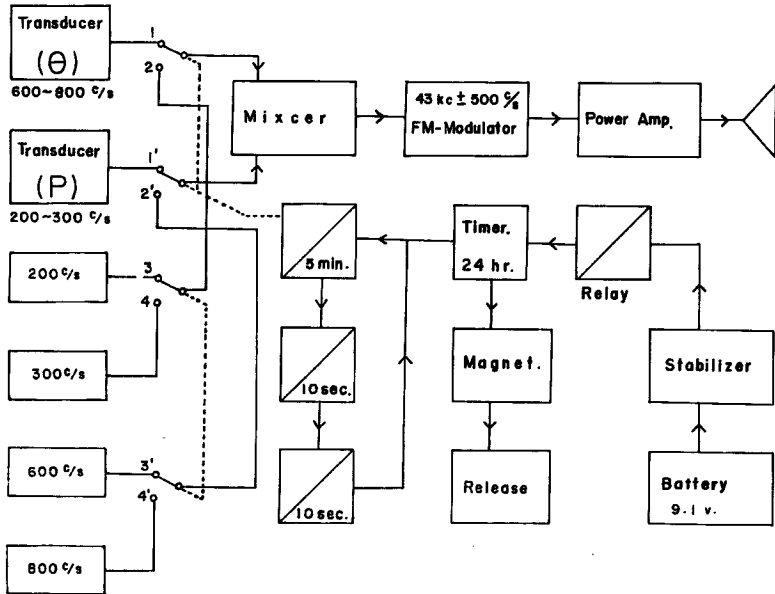 Transducer
(θ)
600~800 c/s
1
2
Mixcer
43 kc ± 500 c/s
FM-Modulator
Power Amp.
Transducer
(P)
200~300 c/s
1'
2'
5 min.
Timer.
24 hr.
Relay
200 c/s
3
4
10 sec.
Magnet.
Stabilizer
300 c/s
600 c/s
3'
4'
10 sec.
Release
Battery
9.1 v.
800 c/s